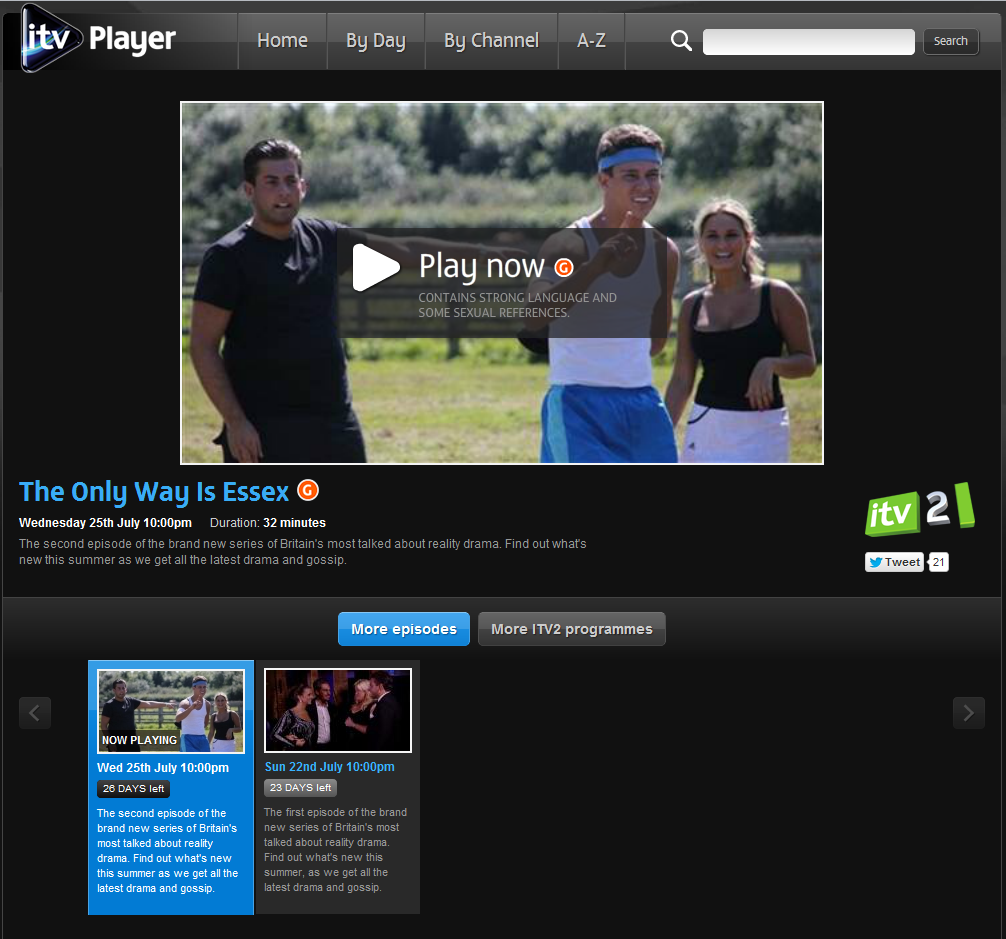 itv Player
Home
By Day
By Channel
A-Z
Search
Play now G
CONTAINS STRONG LANGUAGE AND
SOME SEXUAL REFERENCES.
The Only Way Is Essex G
Wednesday 25th July 10:00pm Duration: 32 minutes
The second episode of the brand new series of Britain's most talked about reality drama. Find out what's
new this summer as we get all the latest drama and gossip.
itv 2
Tweet 21
More episodes
More ITV2 programmes
NOW PLAYING
Wed 25th July 10:00pm
26 DAYS left
The second episode of the
brand new series of Britain's
most talked about reality
drama. Find out what's new
this summer as we get all the
latest drama and gossip.
Sun 22nd July 10:00pm
23 DAYS left
The first episode of the brand
new series of Britain's most
talked about reality drama.
Find out what's new this
summer, as we get all the
latest drama and gossip.